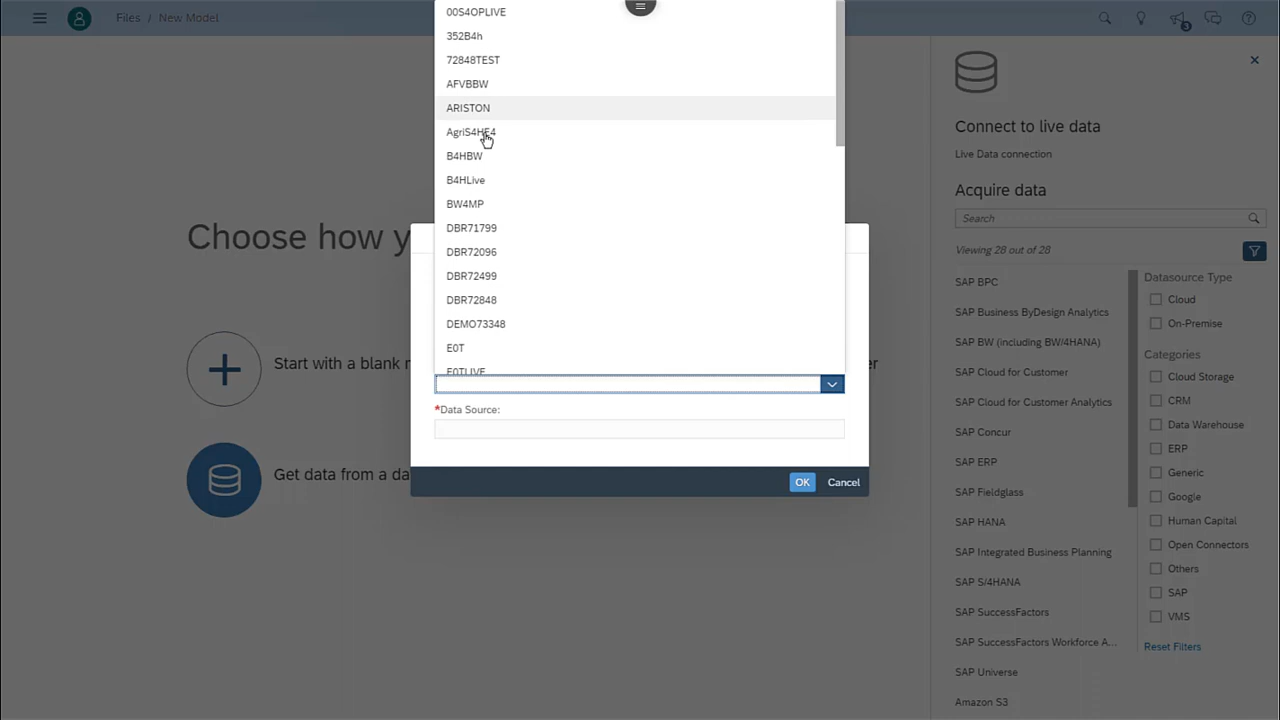 Files / New Model
3
00S4OPLIVE
352B4h
72848TEST
AFVBBW
ARISTON
AgriS4HE4
B4HBW
B4HLive
BW4MP
DBR71799
DBR72096
DBR72499
DBR72848
DEMO73348
E0T
E0TLIVE
Choose how y
Start with a blank
er
Get data from a da
*Data Source:
OK
Cancel
Connect to live data
Live Data connection
Acquire data
Search
Viewing 28 out of 28
SAP BPC
SAP Business ByDesign Analytics
SAP BW (including BW/4HANA)
SAP Cloud for Customer
SAP Cloud for Customer Analytics
SAP Concur
SAP ERP
SAP Fieldglass
SAP HANA
SAP Integrated Business Planning
SAP S/4HANA
SAP SuccessFactors
SAP SuccessFactors Workforce A...
SAP Universe
Amazon S3
Datasource Type
Cloud
On-Premise
Categories
Cloud Storage
CRM
Data Warehouse
ERP
Generic
Google
Human Capital
Open Connectors
Others
SAP
VMS
Reset Filters